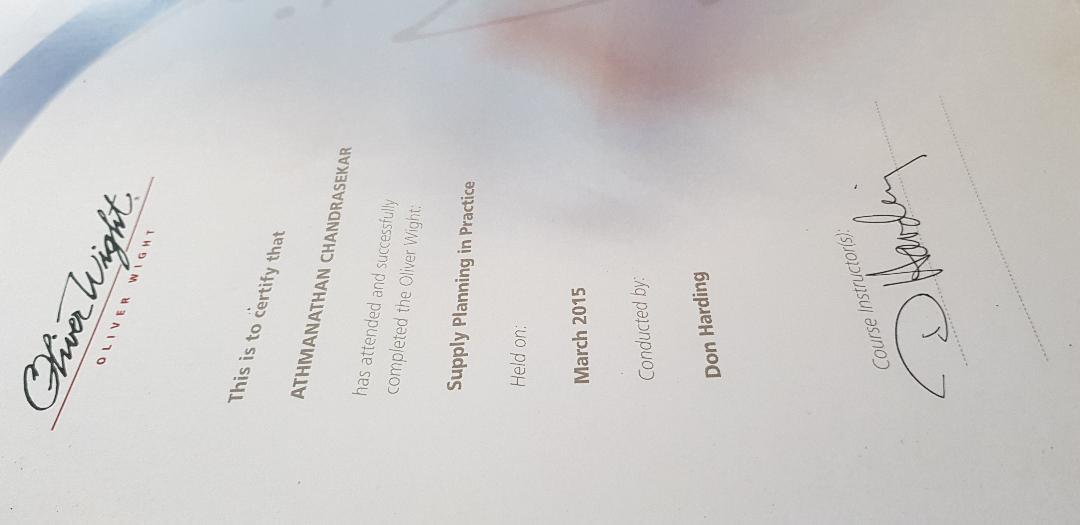 Oliver Wight
OLIVER WIGHT
This is to certify that
ATHMANATHAN CHANDRASEKAR
has attended and successfully
completed the Oliver Wight:
Supply Planning in Practice
Held on:
March 2015
Conducted by:
Don Harding
Course Instructor(s):
D Harding